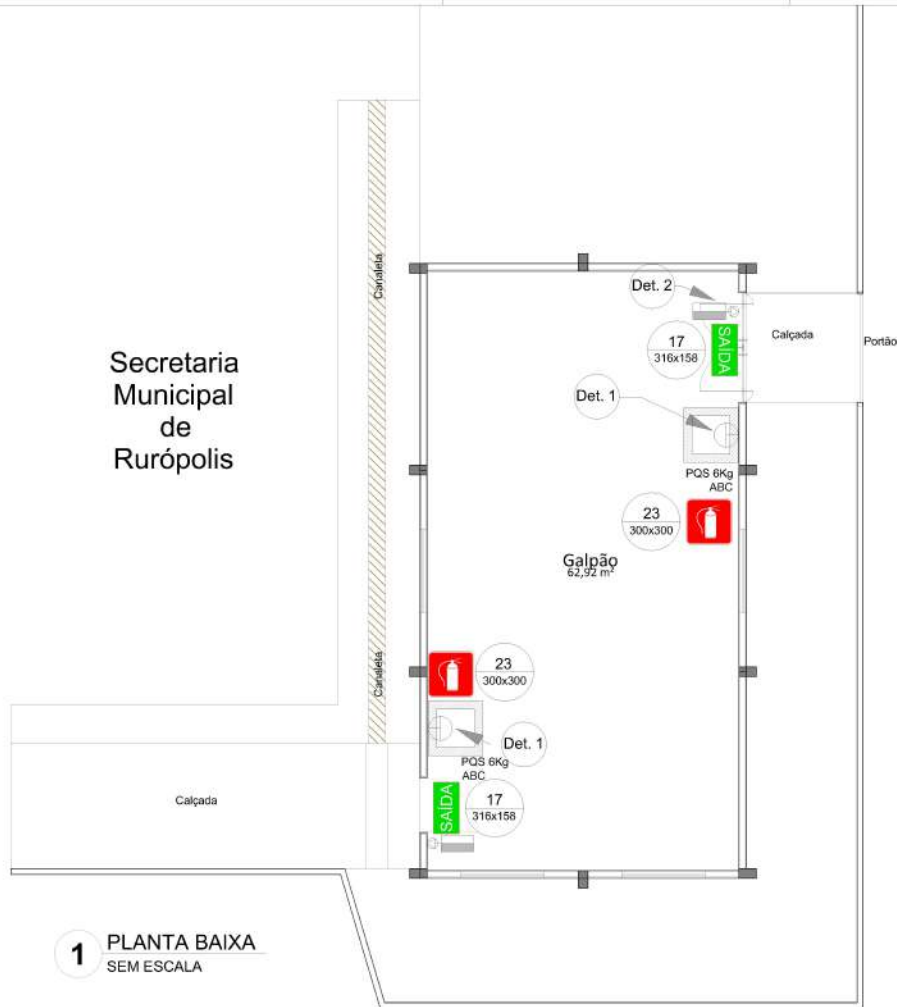 Canaleta
Det. 2
SAÍDA
17
316x158
Calçada
Portão
Secretaria
Municipal
de
Rurópolis
Det. 1
PQS 6Kg
ABC
23
300x300
Galpão
62,92 m²
Canaleta
23
300x300
Det. 1
PQS 6Kg
ABC
Calçada
SAÍDA
17
316x158
1
PLANTA BAIXA
SEM ESCALA